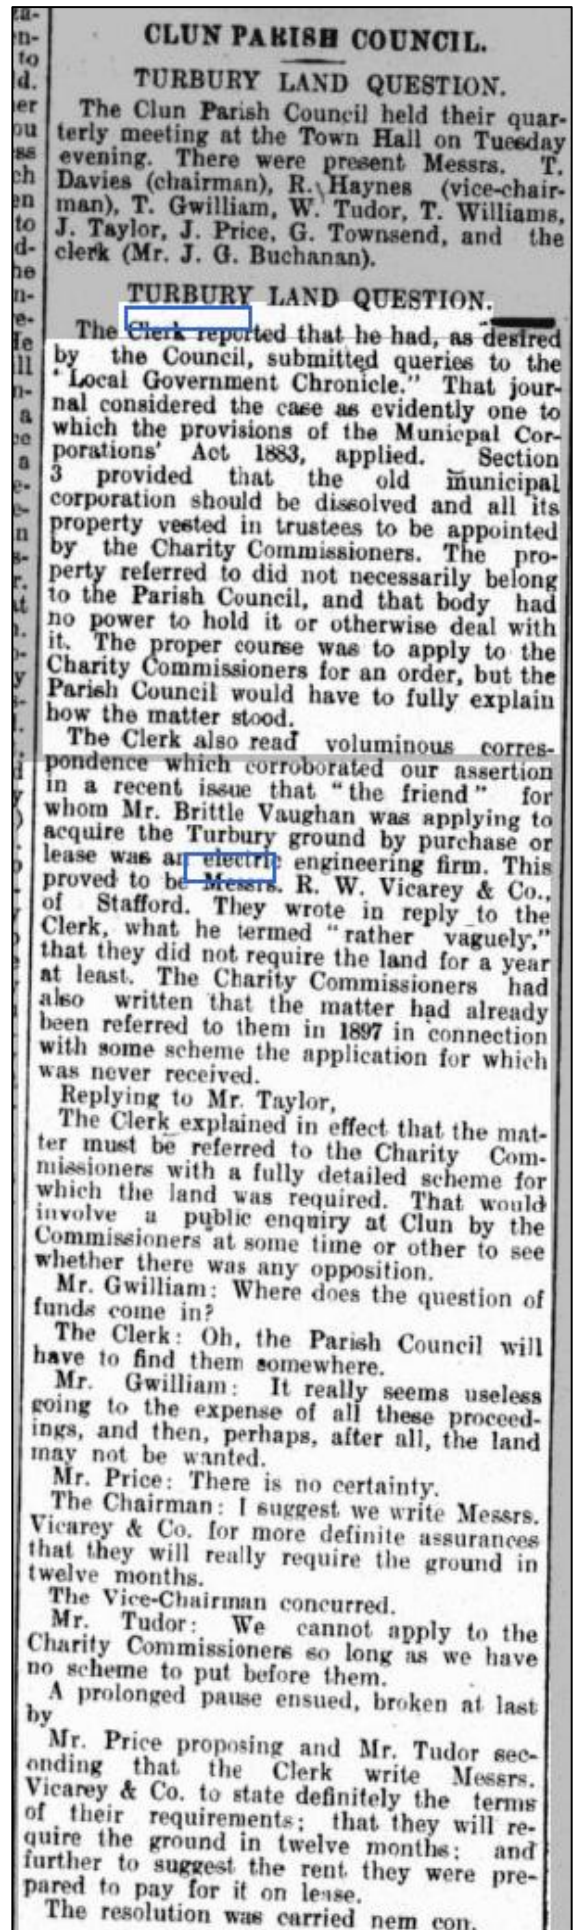 CLUN PARISH COUNCIL.
TURBURY LAND QUESTION.
The Clun Parish Council held their quar-
terly meeting at the Town Hall on Tuesday
evening. There were present Messrs. T.
Davies (chairman), R. Haynes (vice-chair-
man), T. Gwilliam, W. Tudor, T. Williams,
J. Taylor, J. Price, G. Townsend, and the
clerk (Mr. J. G. Buchanan).
TURBURY LAND QUESTION.
The Clerk reported that he had, as desired
by the Council, submitted queries to the
"Local Government Chronicle." That jour-
nal considered the case as evidently one to
which the provisions of the Municpal Cor-
porations' Act 1883, applied. Section
3 provided that the old municipal
corporation should be dissolved and all its
property vested in trustees to be appointed
by the Charity Commissioners. The pro-
perty referred to did not necessarily belong
to the Parish Council, and that body had
no power to hold it or otherwise deal with
it. The proper course was to apply to the
Charity Commissioners for an order, but the
Parish Council would have to fully explain
how the matter stood.
The Clerk also read voluminous corres-
pondence which corroborated our assertion
in a recent issue that "the friend" for
whom Mr. Brittle Vaughan was applying to
acquire the Turbury ground by purchase or
lease was an electric engineering firm. This
proved to be Messrs. R. W. Vicarey & Co.,
of Stafford. They wrote in reply to the
Clerk, what he termed "rather vaguely,"
that they did not require the land for a year
at least. The Charity Commissioners had
also written that the matter had already
been referred to them in 1897 in connection
with some scheme the application for which
was never received.
Replying to Mr. Taylor,
The Clerk explained in effect that the mat-
ter must be referred to the Charity Com-
missioners with a fully detailed scheme for
which the land was required. That would
involve a public enquiry at Clun by the
Commissioners at some time or other to see
whether there was any opposition.
Mr. Gwilliam: Where does the question of
funds come in?
The Clerk: Oh, the Parish Council will
have to find them somewhere.
Mr. Gwilliam: It really seems useless
going to the expense of all these proceed-
ings, and then, perhaps, after all, the land
may not be wanted.
Mr. Price: There is no certainty.
The Chairman: I suggest we write Messrs.
Vicarey & Co. for more definite assurances
that they will really require the ground in
twelve months.
The Vice-Chairman concurred.
Mr. Tudor: We cannot apply to the
Charity Commissioners so long as we have
no scheme to put before them.
A prolonged pause ensued, broken at last
by
Mr. Price proposing and Mr. Tudor sec-
onding that the Clerk write Messrs.
Vicarey & Co. to state definitely the terms
of their requirements; that they will re-
quire the ground in twelve months; and
further to suggest the rent they were pre-
pared to pay for it on lease.
The resolution was carried nem con.